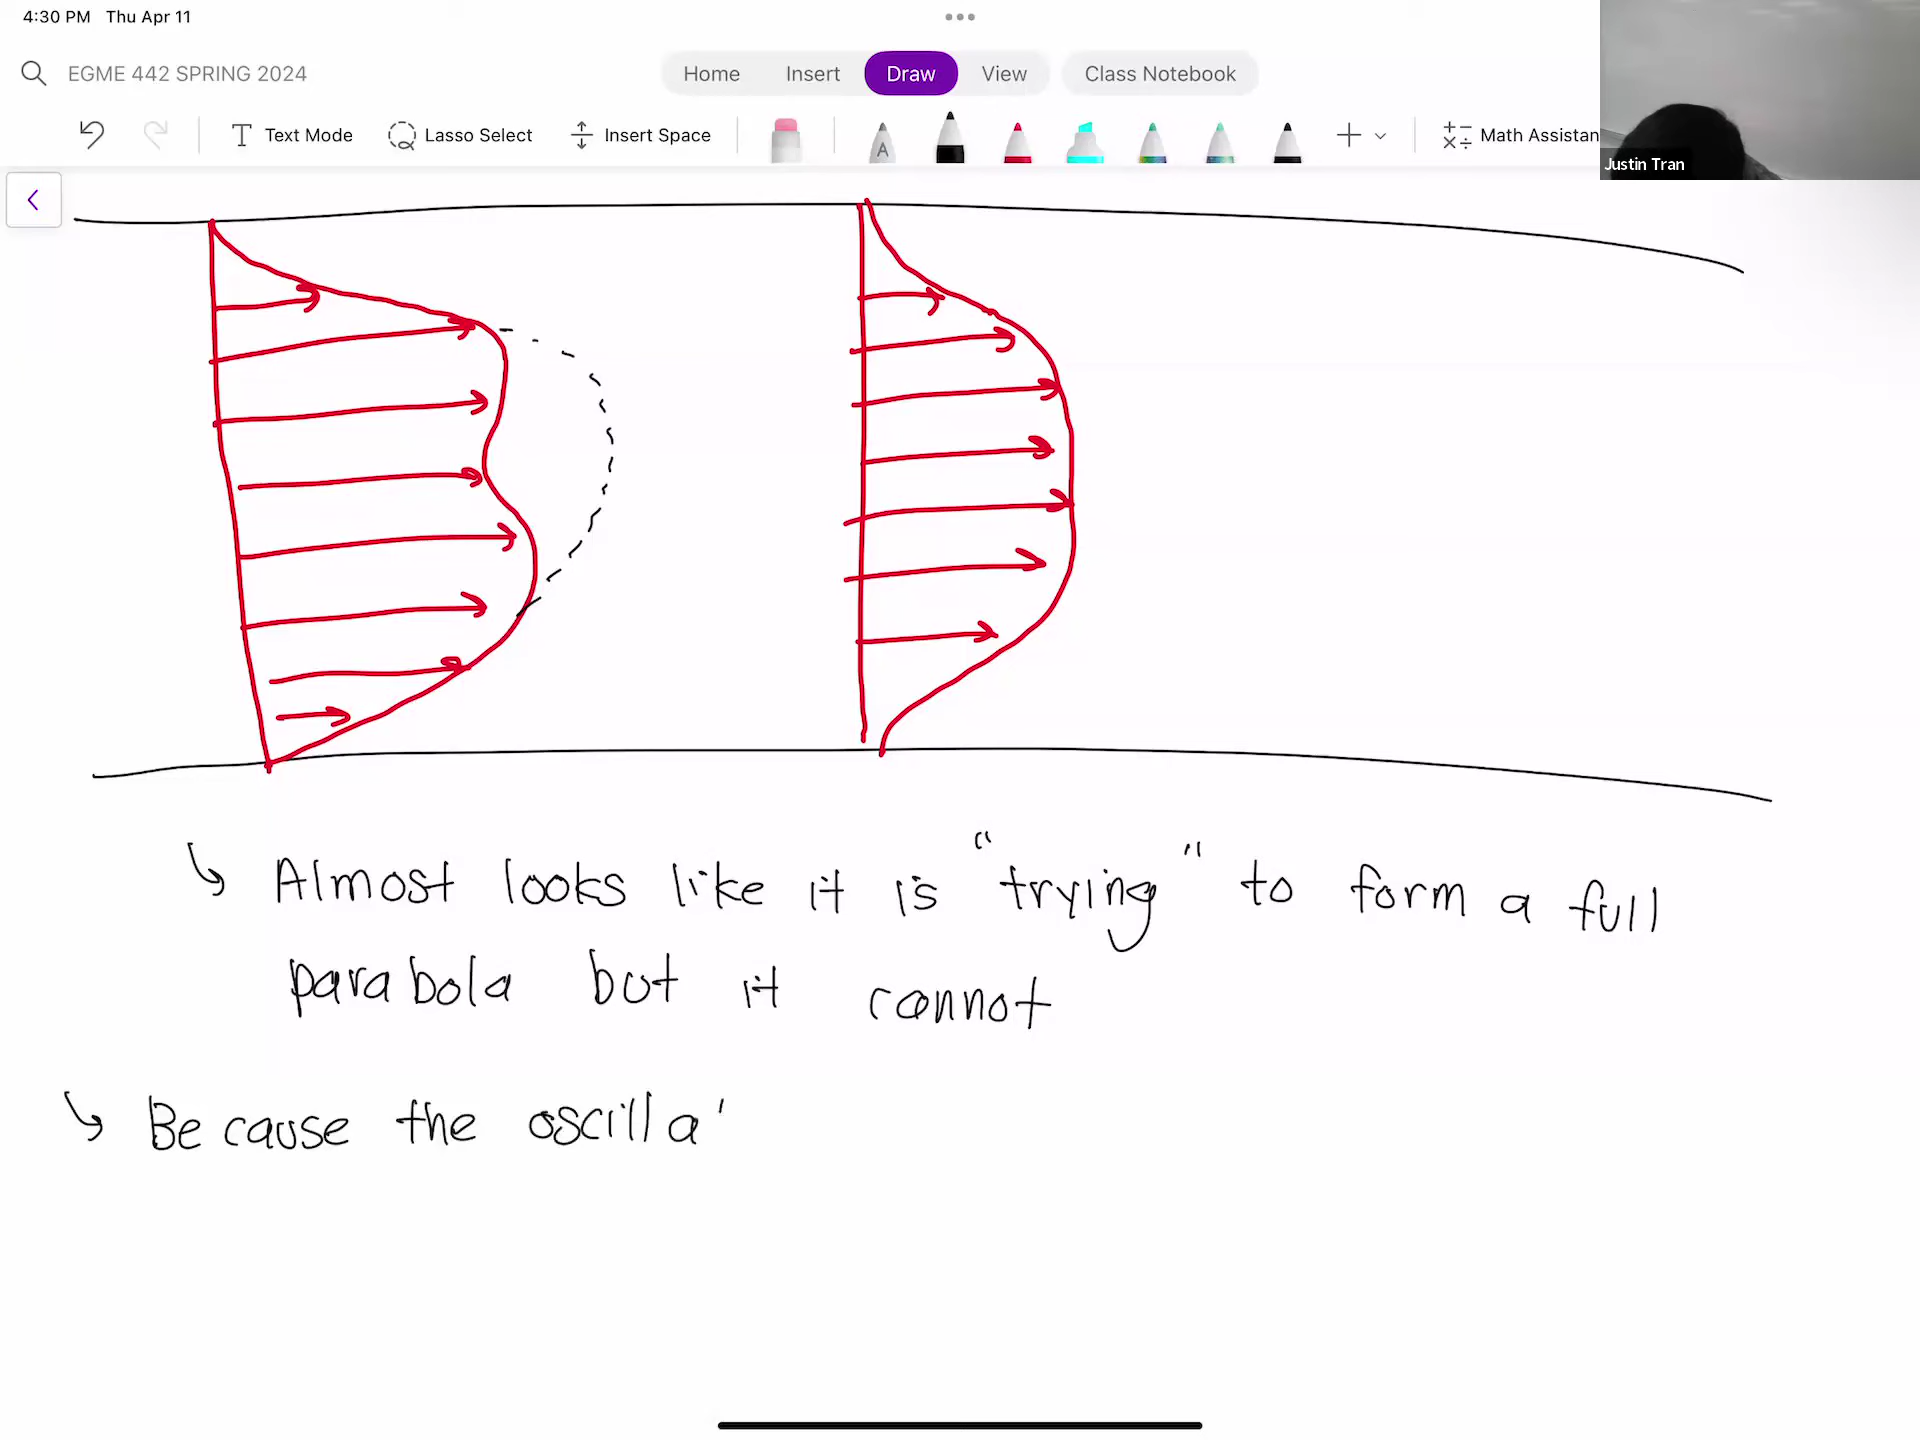 4:30 PM Thu Apr 11
EGME 442 SPRING 2024
Home Insert Draw View Class Notebook
Text Mode Lasso Select Insert Space A Math Assistan
Justin Tran
Almost looks like it is "trying" to form a full
parabola but it cannot
Because the oscilla